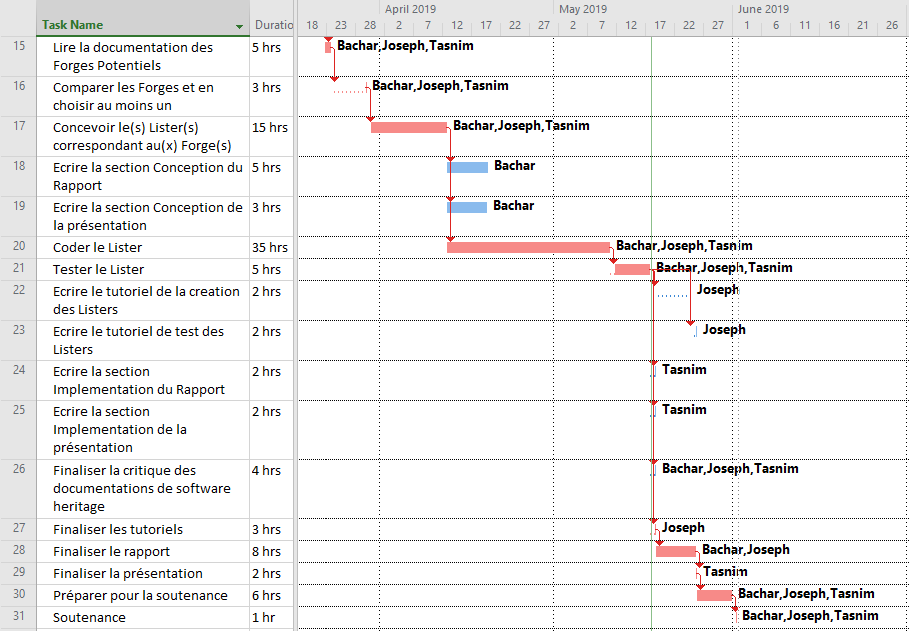 Task Name Duratio
April 2019 May 2019 June 2019
18 23 28 2 7 12 17 22 27 2 7 12 17 22 27 1 6 11 16 21 26
15 Lire la documentation des 5 hrs Bachar,Joseph,Tasnim
Forges Potentiels
16 Comparer les Forges et en 3 hrs Bachar,Joseph,Tasnim
choisir au moins un
17 Concevoir le(s) Lister(s) 15 hrs Bachar,Joseph,Tasnim
correspondant au(x) Forge(s)
18 Ecrire la section Conception du 5 hrs Bachar
Rapport
19 Ecrire la section Conception de 3 hrs Bachar
la présentation
20 Coder le Lister 35 hrs Bachar,Joseph,Tasnim
21 Tester le Lister 5 hrs Bachar,Joseph,Tasnim
22 Ecrire le tutoriel de la creation 2 hrs Joseph
des Listers
23 Ecrire le tutoriel de test des 2 hrs Joseph
Listers
24 Ecrire la section 2 hrs Tasnim
Implementation du Rapport
25 Ecrire la section 2 hrs Tasnim
Implementation de la
présentation
26 Finaliser la critique des 4 hrs Bachar,Joseph,Tasnim
documentations de software
heritage
27 Finaliser les tutoriels 3 hrs Joseph
28 Finaliser le rapport 8 hrs Bachar,Joseph
29 Finaliser la présentation 2 hrs Tasnim
30 Préparer pour la soutenance 6 hrs Bachar,Joseph,Tasnim
31 Soutenance 1 hr Bachar,Joseph,Tasnim